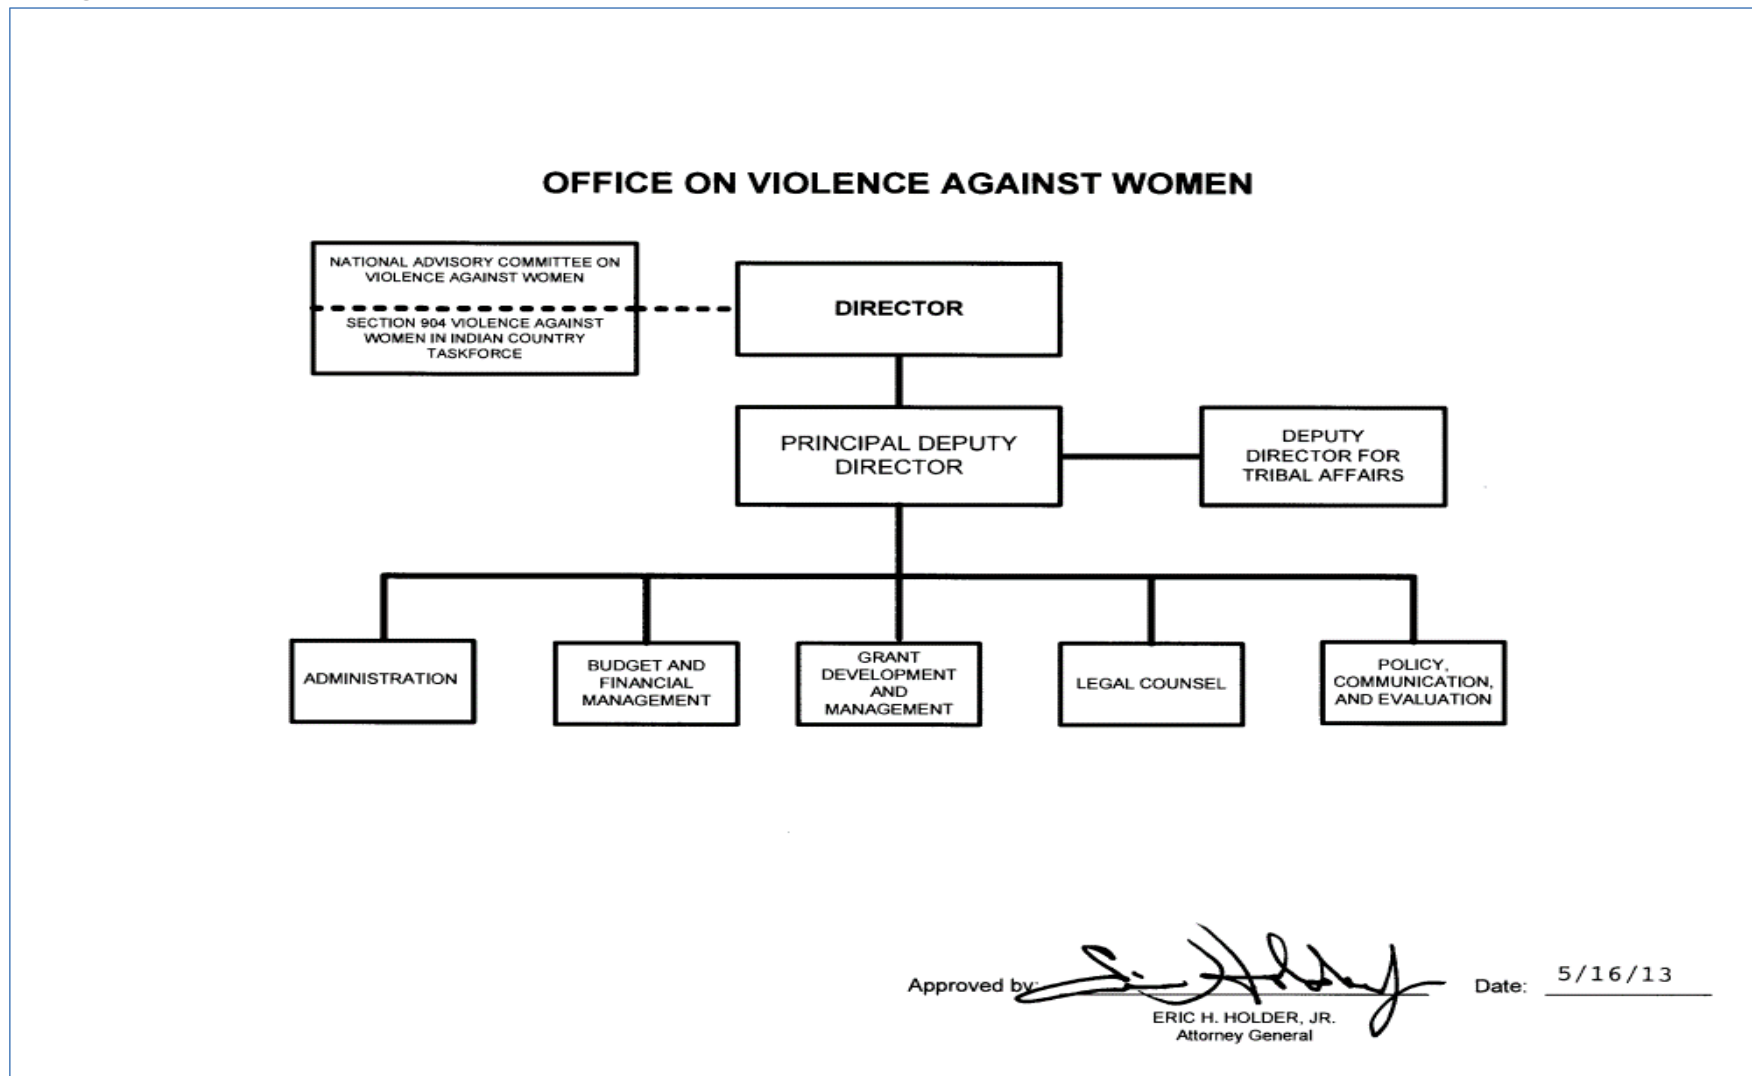 OFFICE ON VIOLENCE AGAINST WOMEN
NATIONAL ADVISORY COMMITTEE ON
VIOLENCE AGAINST WOMEN
SECTION 904 VIOLENCE AGAINST
WOMEN IN INDIAN COUNTRY
TASKFORCE
DIRECTOR
PRINCIPAL DEPUTY
DIRECTOR
DEPUTY
DIRECTOR FOR
TRIBAL AFFAIRS
ADMINISTRATION
BUDGET AND
FINANCIAL
MANAGEMENT
GRANT
DEVELOPMENT
AND
MANAGEMENT
LEGAL COUNSEL
POLICY,
COMMUNICATION,
AND EVALUATION
Approved by:
ERIC H. HOLDER, JR.
Attorney General
Date: 5/16/13